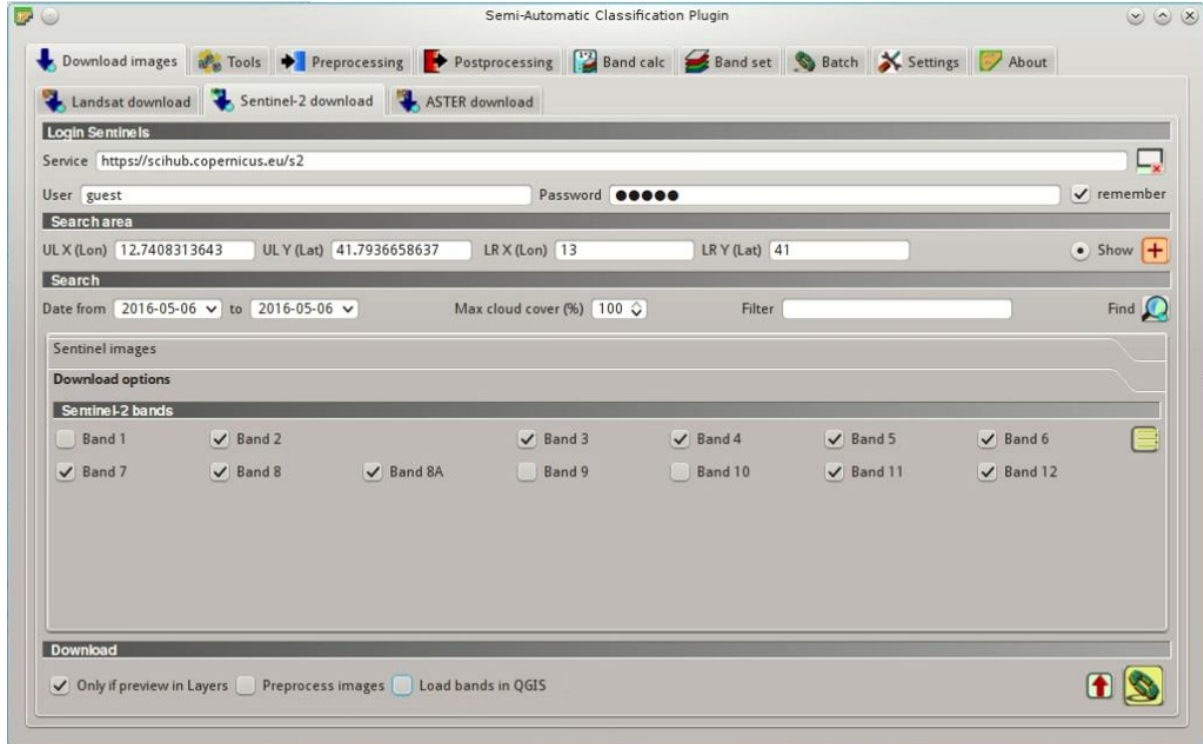 Semi-Automatic Classification Plugin
Download images Tools Preprocessing Postprocessing Band calc Band set Batch Settings About
Landsat download Sentinel-2 download ASTER download
Login Sentinels
Service https://scihub.copernicus.eu/s2
User guest Password ●●●●● remember
Search area
UL X (Lon) 12.7408313643 UL Y (Lat) 41.7936658637 LR X (Lon) 13 LR Y (Lat) 41 Show
Search
Date from 2016-05-06 to 2016-05-06 Max cloud cover (%) 100 Filter Find
Sentinel images
Download options
Sentinel-2 bands
Band 1 Band 2 Band 3 Band 4 Band 5 Band 6
Band 7 Band 8 Band 8A Band 9 Band 10 Band 11 Band 12
Download
Only if preview in Layers Preprocess images Load bands in QGIS